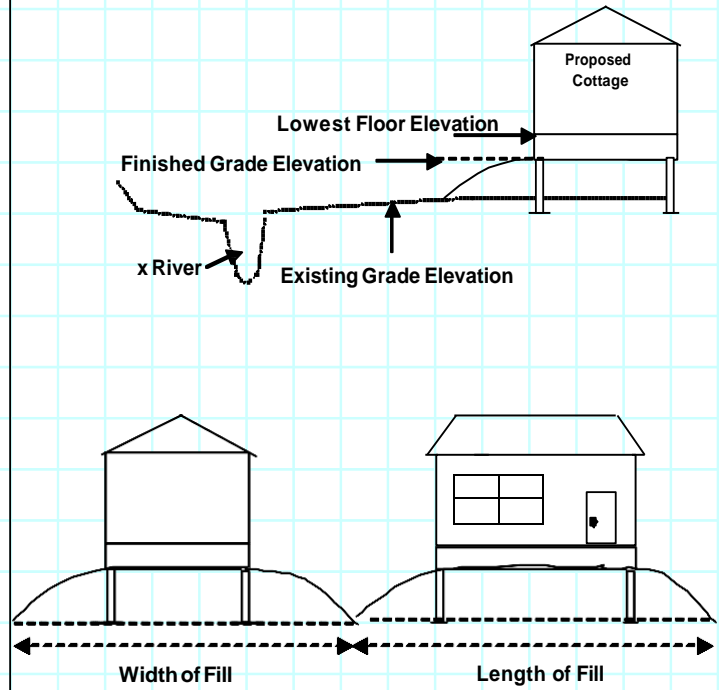 Proposed
Cottage
Lowest Floor Elevation
Finished Grade Elevation
x River
Existing Grade Elevation
Width of Fill
Length of Fill